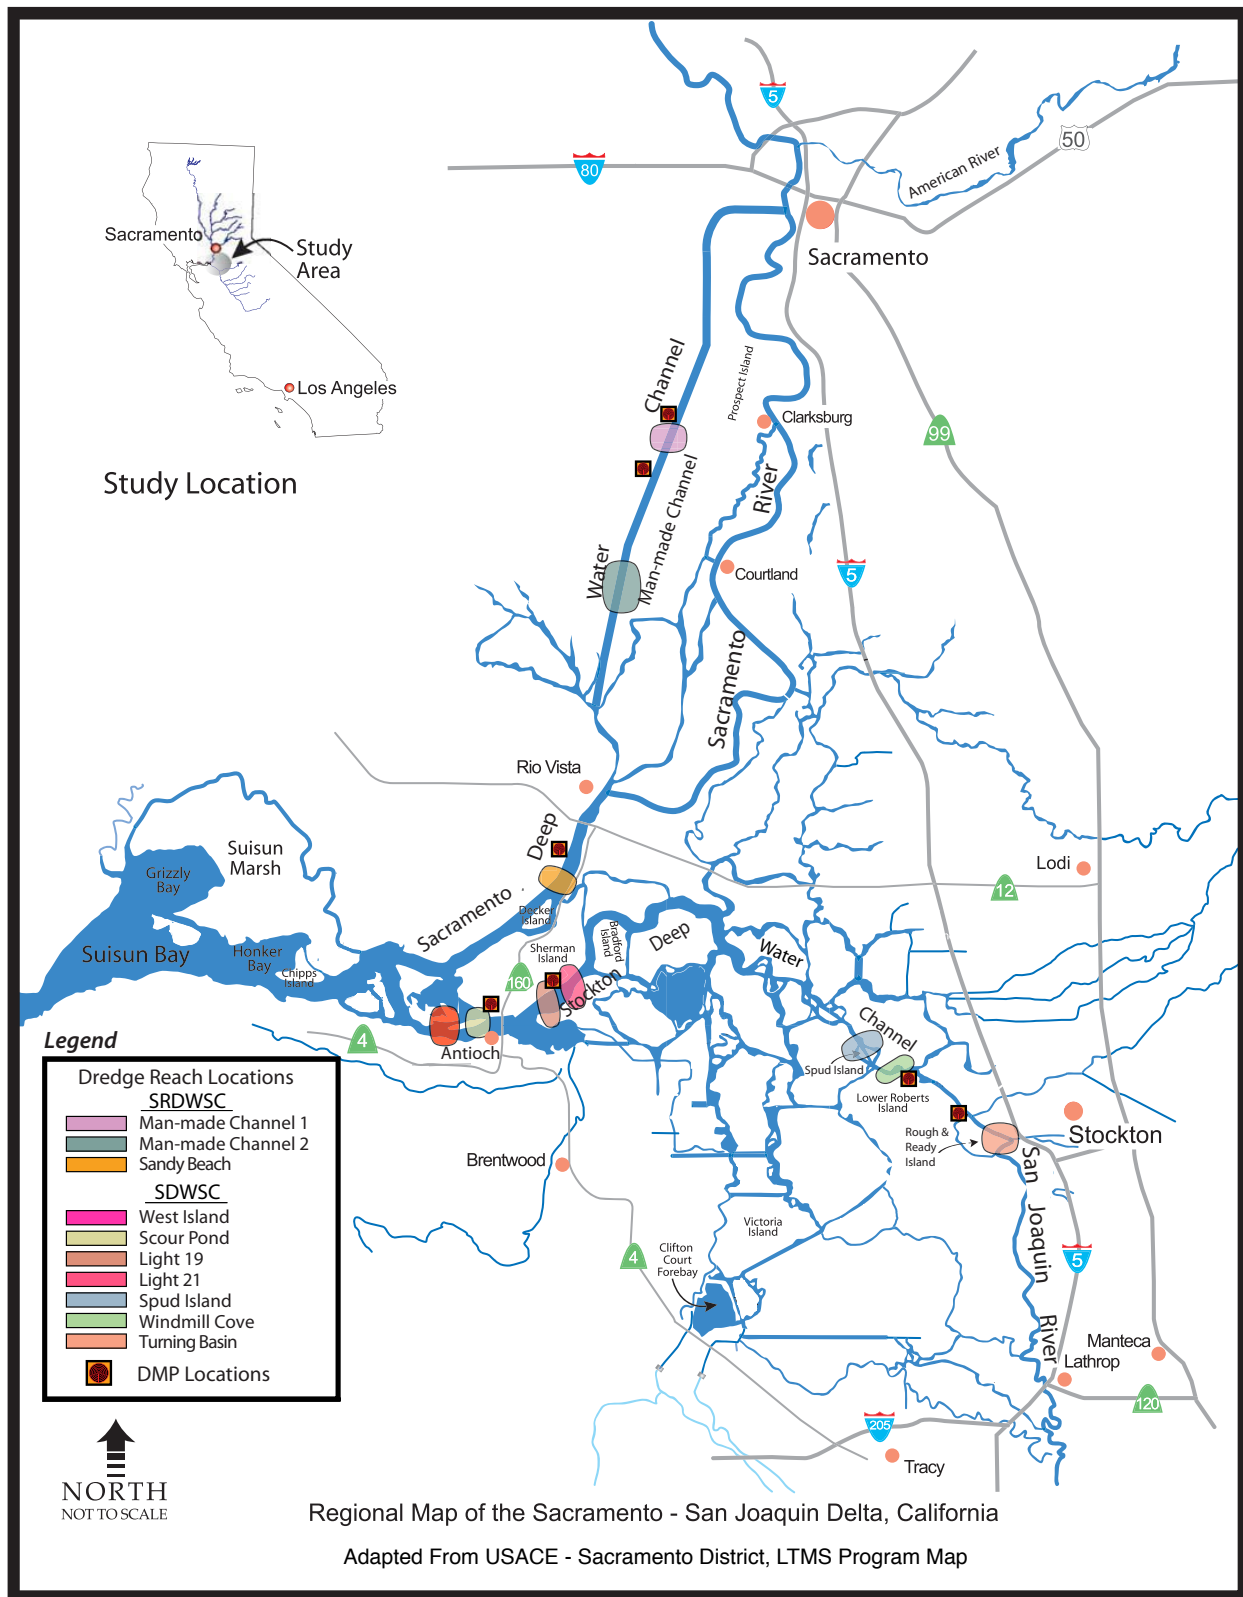 5
50
80
American River
Sacramento
Sacramento
Study
Area
Los Angeles
Study Location
Channel
Prospect Island
Clarksburg
99
Man-made Channel
River
Water
Courtland
5
Sacramento
Rio Vista
Deep
Suisun
Marsh
Grizzly
Bay
Lodi
12
Sacramento
Decker
Island
Bradford
Island
Deep
Suisun Bay
Honker
Bay
Chipps
Island
Sherman
Island
Water
160
Stockton
Channel
4
Antioch
Spud Island
Lower Roberts
Island
Rough &
Ready
Island
Stockton
Legend
Dredge Reach Locations
SRDWSC
Man-made Channel 1
Man-made Channel 2
Sandy Beach
SDWSC
West Island
Scour Pond
Light 19
Light 21
Spud Island
Windmill Cove
Turning Basin
DMP Locations
Brentwood
San Joaquin River
Victoria
Island
Clifton
Court
Forebay
4
5
Manteca
Lathrop
120
205
Tracy
NORTH
NOT TO SCALE
Regional Map of the Sacramento - San Joaquin Delta, California
Adapted From USACE - Sacramento District, LTMS Program Map